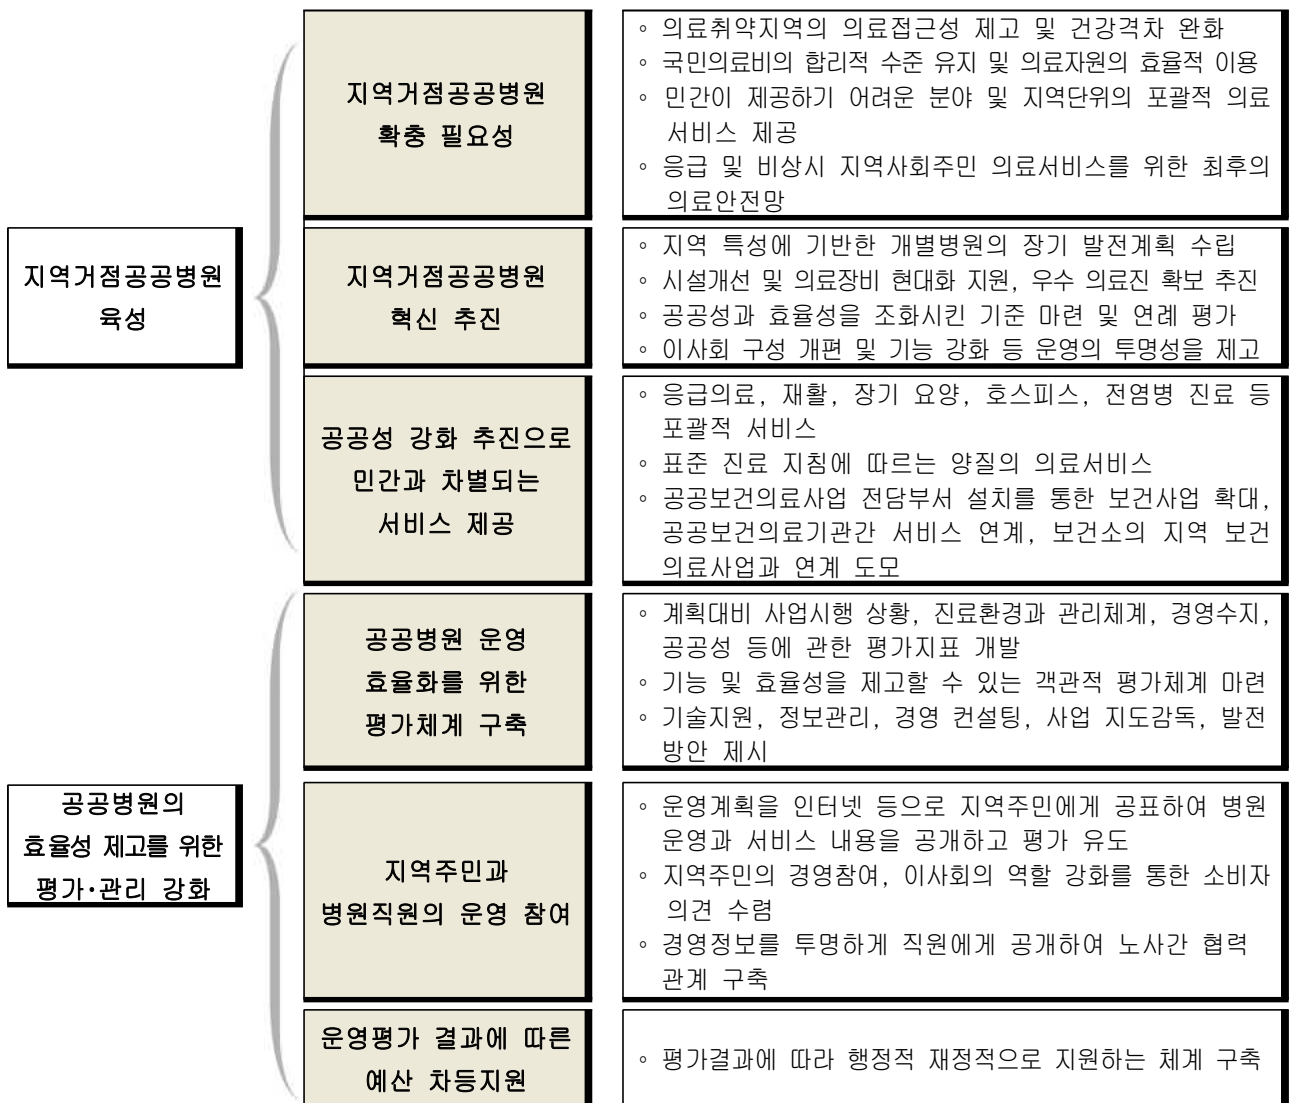 지역거점공공병원
육성
지역거점공공병원
확충 필요성
◦ 의료취약지역의 의료접근성 제고 및 건강격차 완화
◦ 국민의료비의 합리적 수준 유지 및 의료자원의 효율적 이용
◦ 민간이 제공하기 어려운 분야 및 지역단위의 포괄적 의료
서비스 제공
◦ 응급 및 비상시 지역사회주민 의료서비스를 위한 최후의
의료안전망
지역거점공공병원
혁신 추진
◦ 지역 특성에 기반한 개별병원의 장기 발전계획 수립
◦ 시설개선 및 의료장비 현대화 지원, 우수 의료진 확보 추진
◦ 공공성과 효율성을 조화시킨 기준 마련 및 연례 평가
◦ 이사회 구성 개편 및 기능 강화 등 운영의 투명성을 제고
공공성 강화 추진으로
민간과 차별되는
서비스 제공
◦ 응급의료, 재활, 장기 요양, 호스피스, 전염병 진료 등
포괄적 서비스
◦ 표준 진료 지침에 따르는 양질의 의료서비스
◦ 공공보건의료사업 전담부서 설치를 통한 보건사업 확대,
공공보건의료기관간 서비스 연계, 보건소의 지역 보건
의료사업과 연계 도모
공공병원의
효율성 제고를 위한
평가·관리 강화
공공병원 운영
효율화를 위한
평가체계 구축
◦ 계획대비 사업시행 상황, 진료환경과 관리체계, 경영수지,
공공성 등에 관한 평가지표 개발
◦ 기능 및 효율성을 제고할 수 있는 객관적 평가체계 마련
◦ 기술지원, 정보관리, 경영 컨설팅, 사업 지도감독, 발전
방안 제시
지역주민과
병원직원의 운영 참여
◦ 운영계획을 인터넷 등으로 지역주민에게 공표하여 병원
운영과 서비스 내용을 공개하고 평가 유도
◦ 지역주민의 경영참여, 이사회의 역할 강화를 통한 소비자
의견 수렴
◦ 경영정보를 투명하게 직원에게 공개하여 노사간 협력
관계 구축
운영평가 결과에 따른
예산 차등지원
◦ 평가결과에 따라 행정적 재정적으로 지원하는 체계 구축